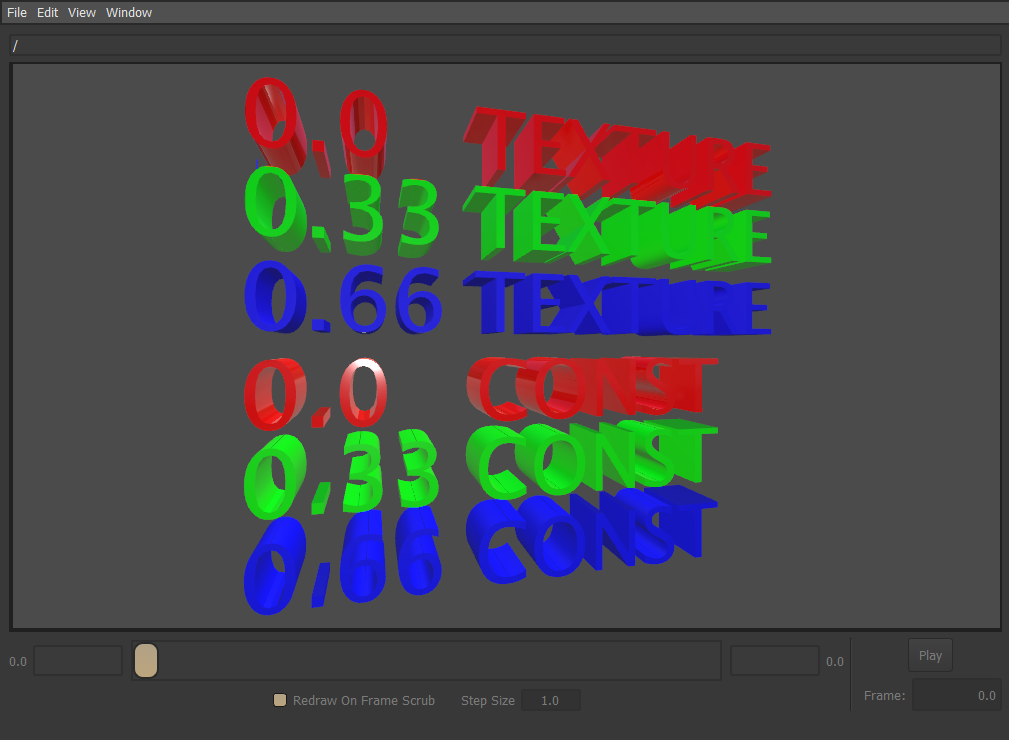 File Edit View Window
/
0.0 TEXTURE
0.33 TEXTURE
0.66 TEXTURE
0.0 CONST
0.33 CONST
0.66 CONST
0.0 0.0 Play
Redraw On Frame Scrub Step Size 1.0 Frame: 0.0